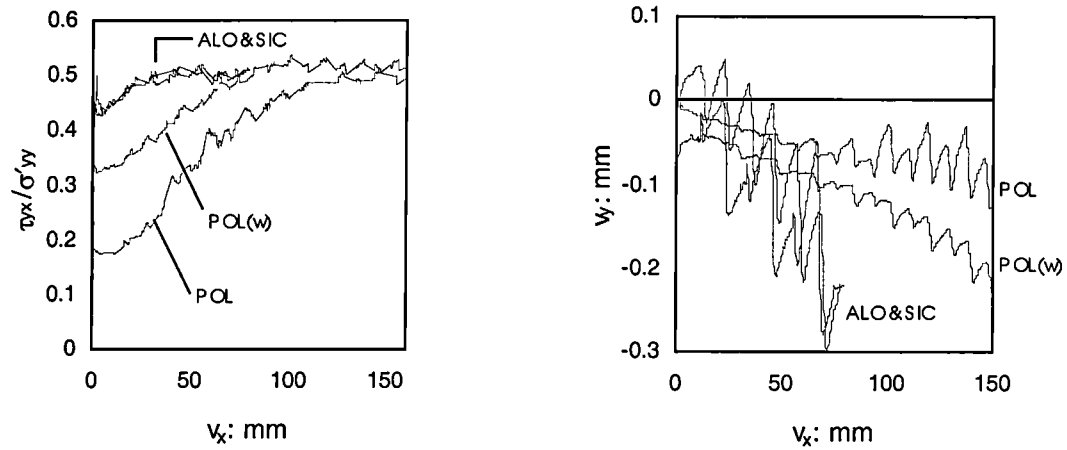 0.6
ALO&SIC
0.5
0.4
τyx/σ'yy
0.3
POL(w)
0.2
POL
0.1
0
0 50 100 150
vx: mm
0.1
0
vy: mm
-0.1
POL
-0.2
POL(w)
ALO&SIC
-0.3
0 50 100 150
vx: mm